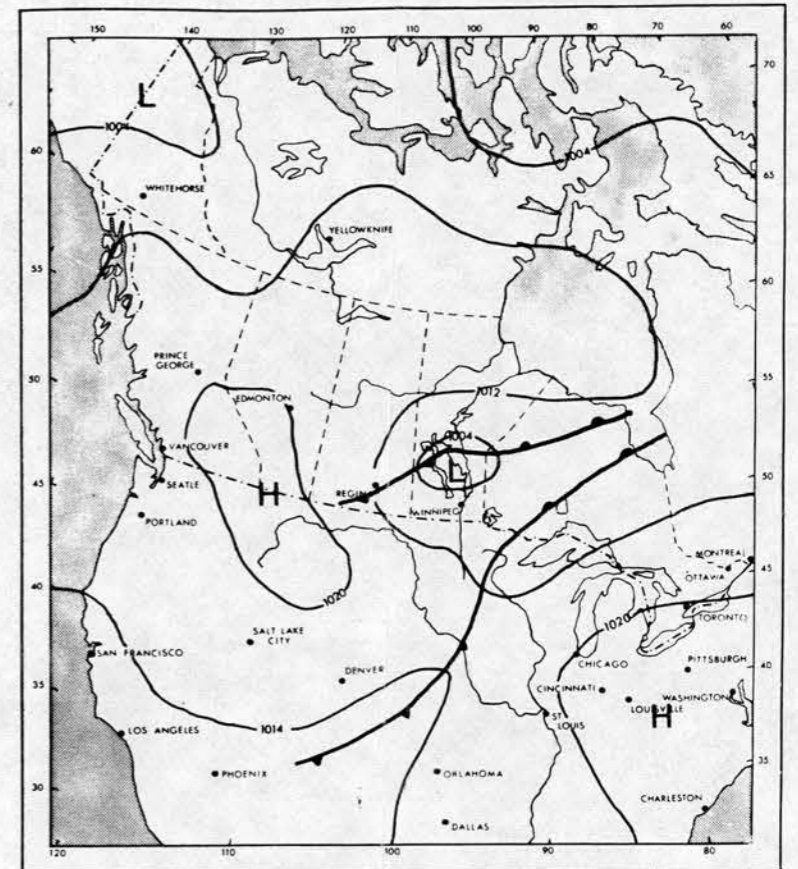 150 140 130 120 110 100 90 80 70 60
70
L
1004
60
1004
65
WHITEHORSE
YELLOWKNIFE
55
60
PRINCE
GEORGE
50
55
1012
EDMONTON
1004
VANCOUVER
L
50
SEATLE
H
REGIN
45
WINNIPEG
PORTLAND
MONTREAL
45
OTTAWA
40
1020
1020
TORONTO
SALT LAKE
CITY
SAN FRANCISCO
CHICAGO
PITTSBURGH
40
DENVER
CINCINNATI
WASHINGTON
35
LOUISVILLE
H
ST
LOUIS
1014
LOS ANGELES
PHOENIX
OKLAHOMA
35
30
CHARLESTON
DALLAS
120 110 100 90 80